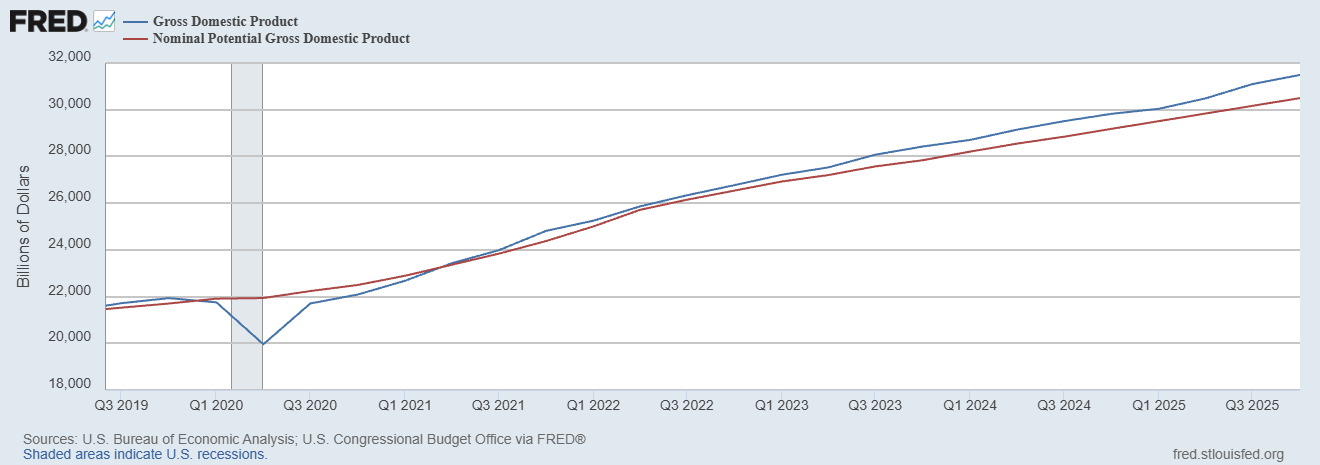 FRED
Gross Domestic Product
Nominal Potential Gross Domestic Product
32,000
30,000
28,000
26,000
24,000
22,000
20,000
18,000
Billions of Dollars
Q3 2019 Q1 2020 Q3 2020 Q1 2021 Q3 2021 Q1 2022 Q3 2022 Q1 2023 Q3 2023 Q1 2024 Q3 2024 Q1 2025 Q3 2025
Sources: U.S. Bureau of Economic Analysis; U.S. Congressional Budget Office via FRED®
Shaded areas indicate U.S. recessions.
fred.stlouisfed.org